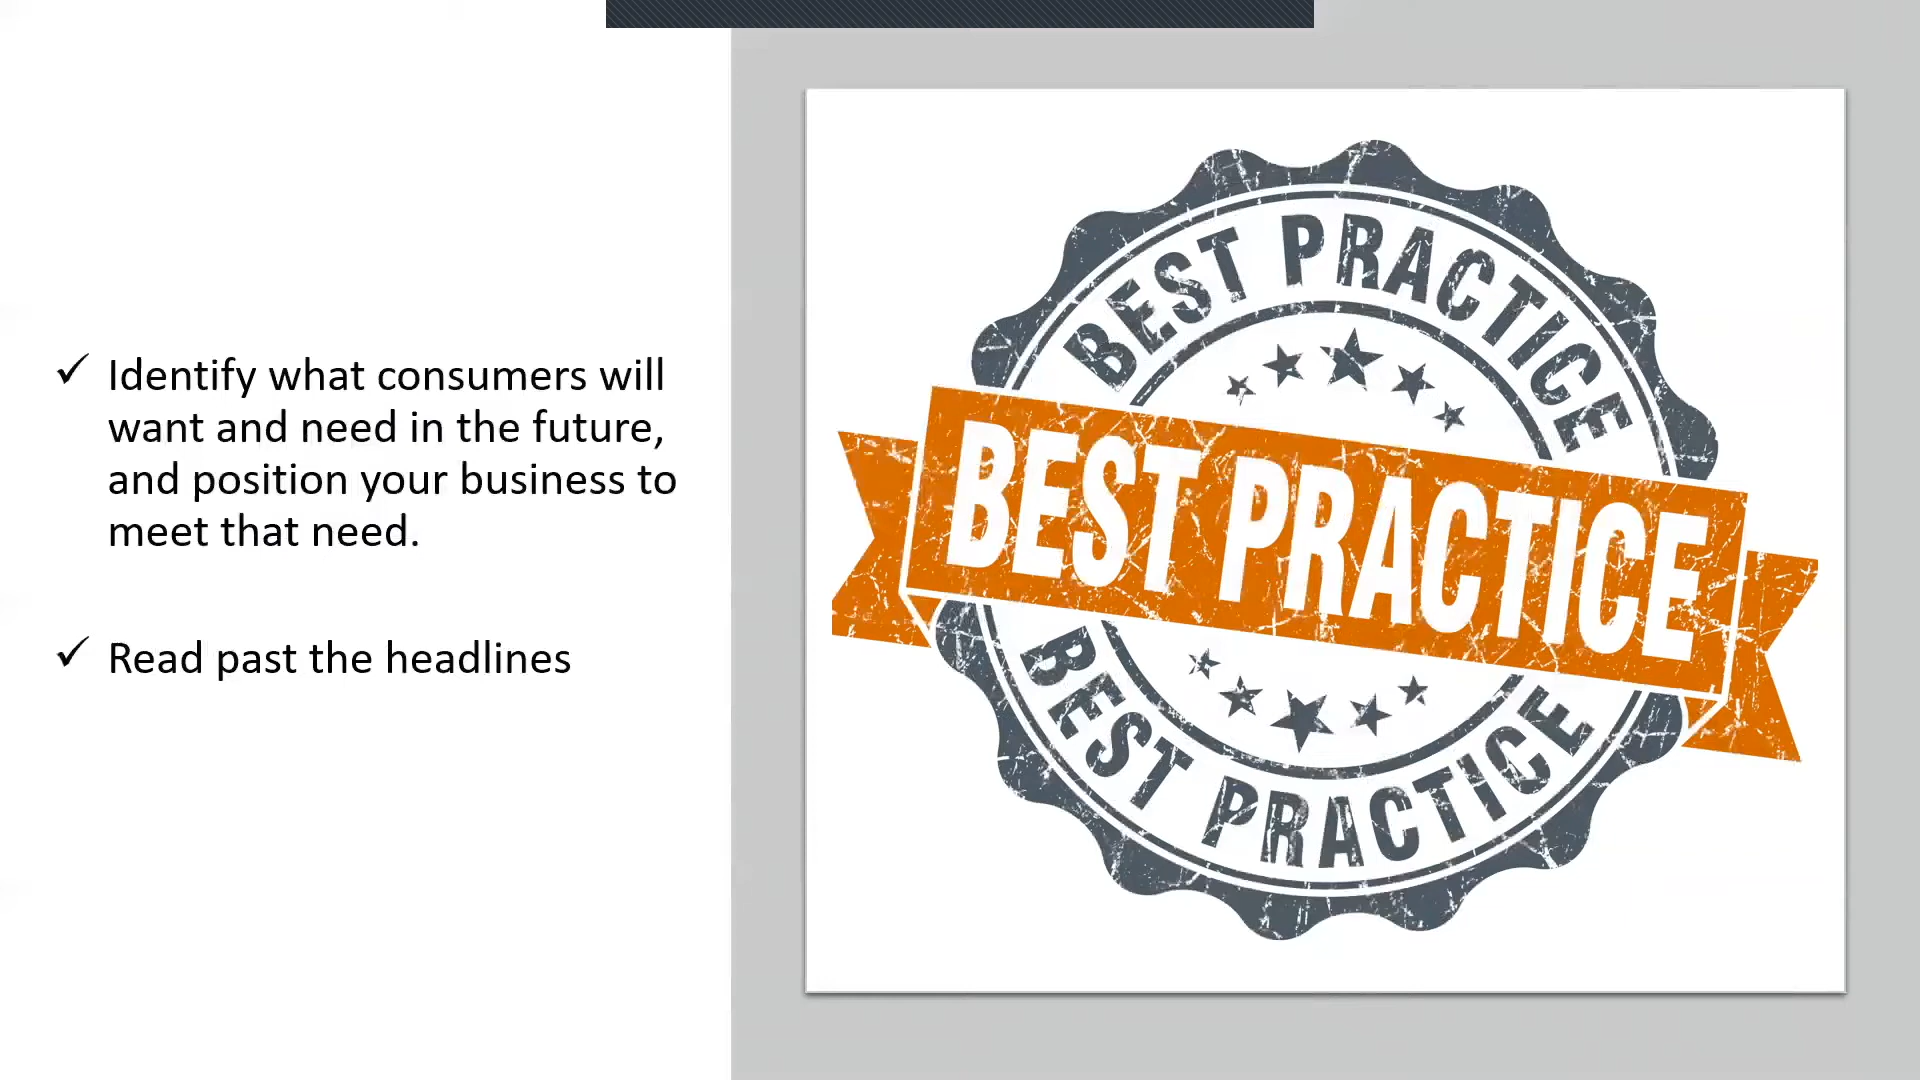 ✓ Identify what consumers will
want and need in the future,
and position your business to
meet that need.
✓ Read past the headlines
BEST PRACTICE
BEST PRACTICE
BEST PRACTICE